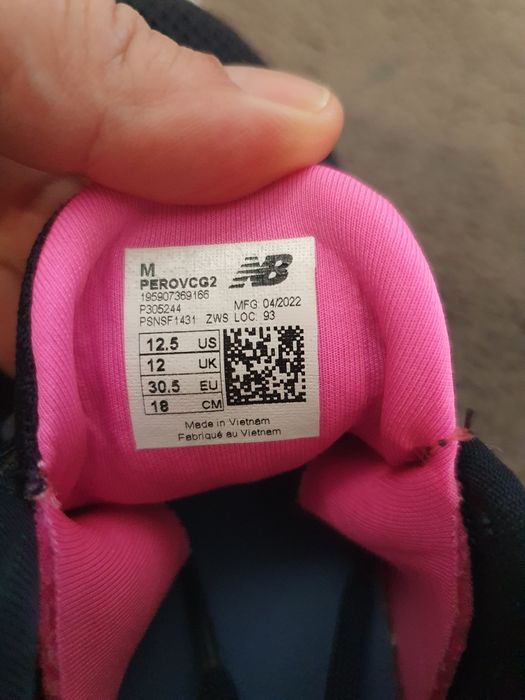 M
PEROVCG2
NB
195907369166
P305244 MFG. 04/2022
PSNSF1431 ZWS LOC. 93
12.5 US
12 UK
30.5 EU
18 CM
Made in Vietnam
Fabriqué au Vietnam